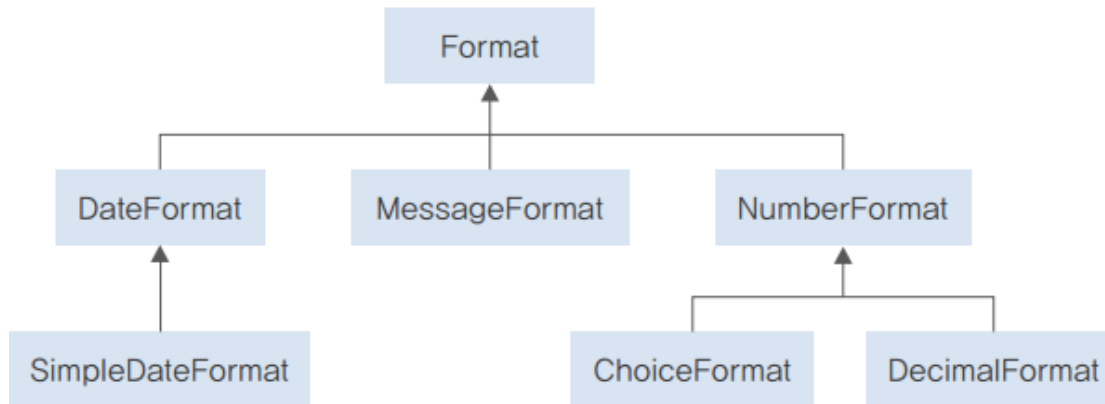 Format
DateFormat
MessageFormat
NumberFormat
SimpleDateFormat
ChoiceFormat
DecimalFormat